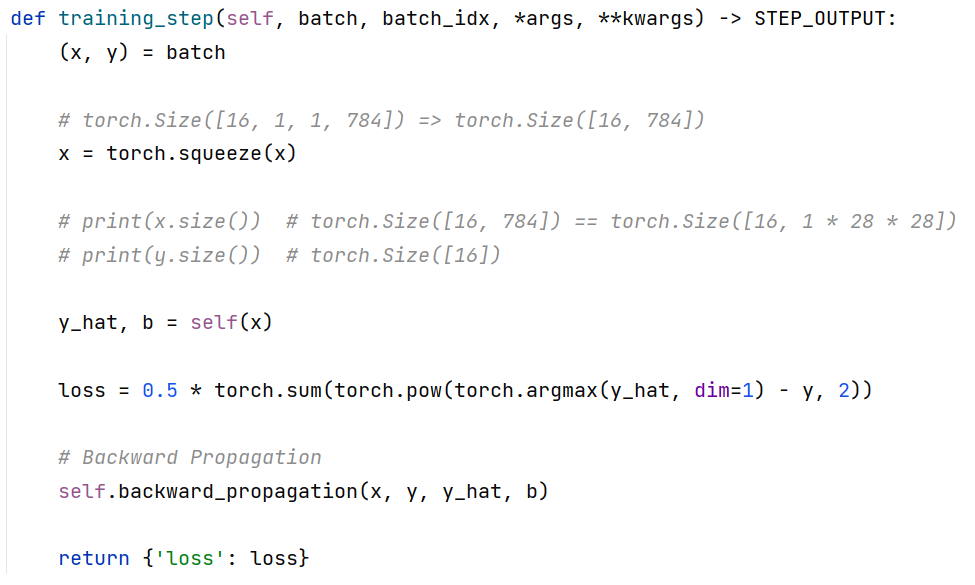 def training_step(self, batch, batch_idx, *args, **kwargs) -> STEP_OUTPUT:
    (x, y) = batch

    # torch.Size([16, 1, 1, 784]) => torch.Size([16, 784])
    x = torch.squeeze(x)

    # print(x.size())  # torch.Size([16, 784]) == torch.Size([16, 1 * 28 * 28])
    # print(y.size())  # torch.Size([16])

    y_hat, b = self(x)

    loss = 0.5 * torch.sum(torch.pow(torch.argmax(y_hat, dim=1) - y, 2))

    # Backward Propagation
    self.backward_propagation(x, y, y_hat, b)

    return {'loss': loss}